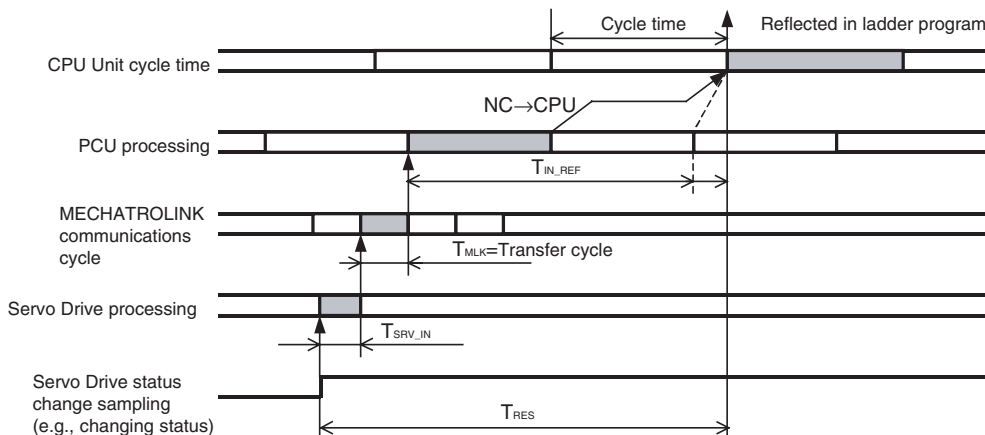 Cycle time
Reflected in ladder program
CPU Unit cycle time
NC→CPU
PCU processing
TIN_REF
MECHATROLINK
communications
cycle
TMLK=Transfer cycle
Servo Drive processing
TSRV_IN
Servo Drive status
change sampling
(e.g., changing status)
TRES